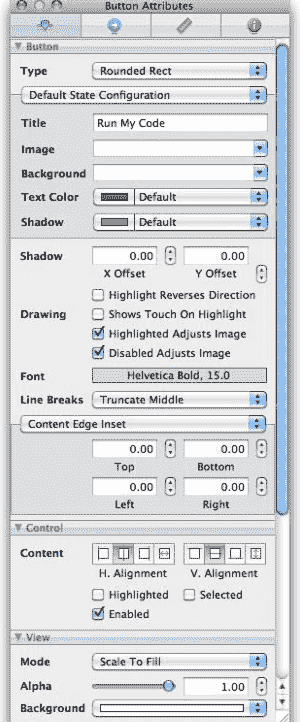 Button Attributes
Button
Type Rounded Rect
Default State Configuration
Title Run My Code
Image
Background
Text Color Default
Shadow Default
Shadow 0.00 0.00
X Offset Y Offset
Highlight Reverses Direction
Drawing Shows Touch On Highlight
Highlighted Adjusts Image
Disabled Adjusts Image
Font Helvetica Bold, 15.0
Line Breaks Truncate Middle
Content Edge Inset
0.00 0.00
Top Bottom
0.00 0.00
Left Right
Control
Content
H. Alignment V. Alignment
Highlighted Selected
Enabled
View
Mode Scale To Fill
Alpha 1.00
Background